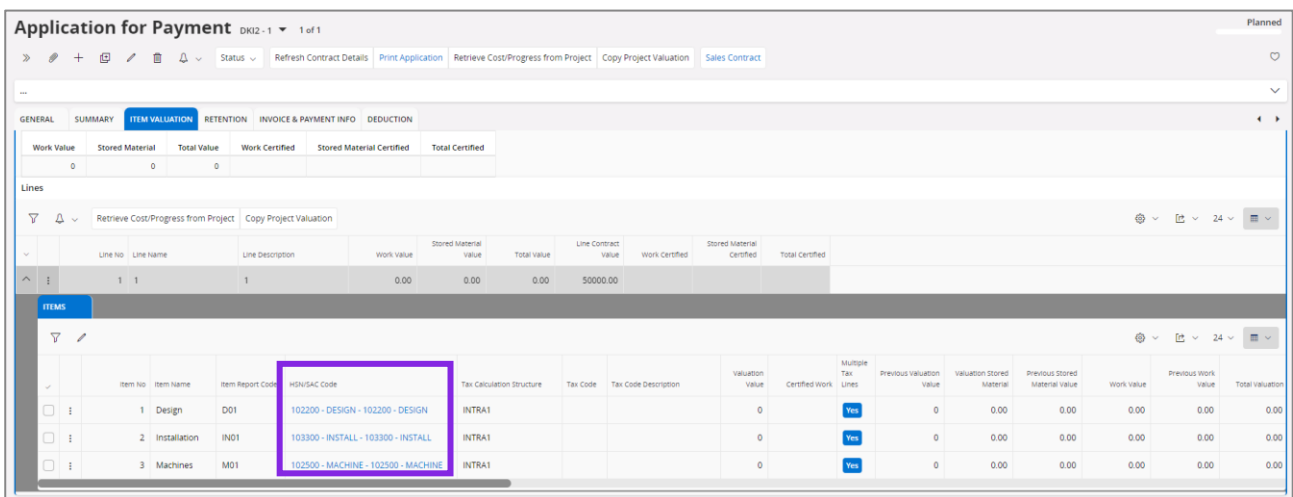 Application for Payment DKI2 - 1 1 of 1
Planned
Status Refresh Contract Details Print Application Retrieve Cost/Progress from Project Copy Project Valuation Sales Contract
...
GENERAL SUMMARY ITEM VALUATION RETENTION INVOICE & PAYMENT INFO DEDUCTION
Work Value Stored Material Total Value Work Certified Stored Material Certified Total Certified
0 0 0
Lines
Retrieve Cost/Progress from Project Copy Project Valuation 24
Line No Line Name Line Description Work Value Stored Material Value Total Value Line Contract Value Work Certified Stored Material Certified Total Certified
1 1 1 0.00 0.00 0.00 50000.00
ITEMS
24
Item No Item Name Item Report Code HSN/SAC Code Tax Calculation Structure Tax Code Tax Code Description Valuation Value Certified Work Multiple Tax Lines Previous Valuation Value Valuation Stored Material Previous Stored Material Value Work Value Previous Work Value Total Valuation
1 Design D01 102200 - DESIGN - 102200 - DESIGN INTRA1 0 Yes 0 0.00 0.00 0.00 0.00 0.00
2 Installation IN01 103300 - INSTALL - 103300 - INSTALL INTRA1 0 Yes 0 0.00 0.00 0.00 0.00 0.00
3 Machines M01 102500 - MACHINE - 102500 - MACHINE INTRA1 0 Yes 0 0.00 0.00 0.00 0.00 0.00